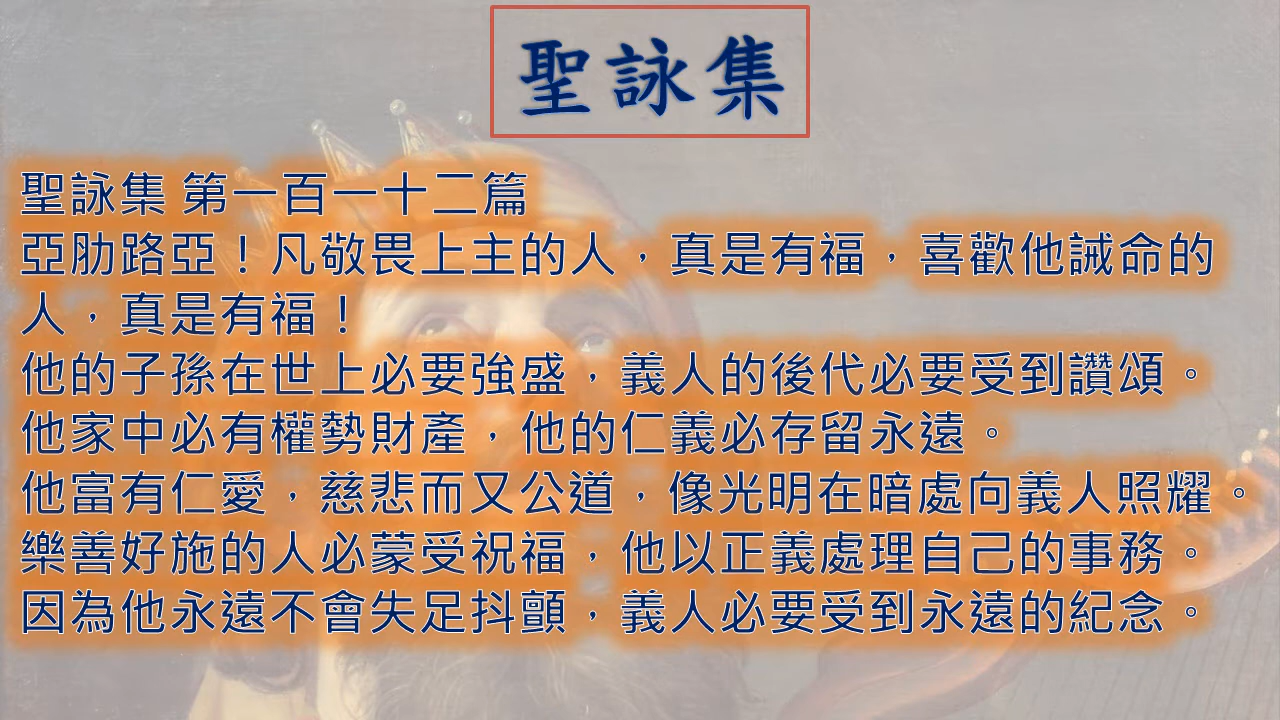 聖詠集
聖詠集 第一百一十二篇
亞肋路亞！凡敬畏上主的人，真是有福，喜歡他誡命的
人，真是有福！
他的子孫在世上必要強盛，義人的後代必要受到讚頌。
他家中必有權勢財產，他的仁義必存留永遠。
他富有仁愛，慈悲而又公道，像光明在暗處向義人照耀。
樂善好施的人必蒙受祝福，他以正義處理自己的事務。
因為他永遠不會失足抖顫，義人必要受到永遠的紀念。